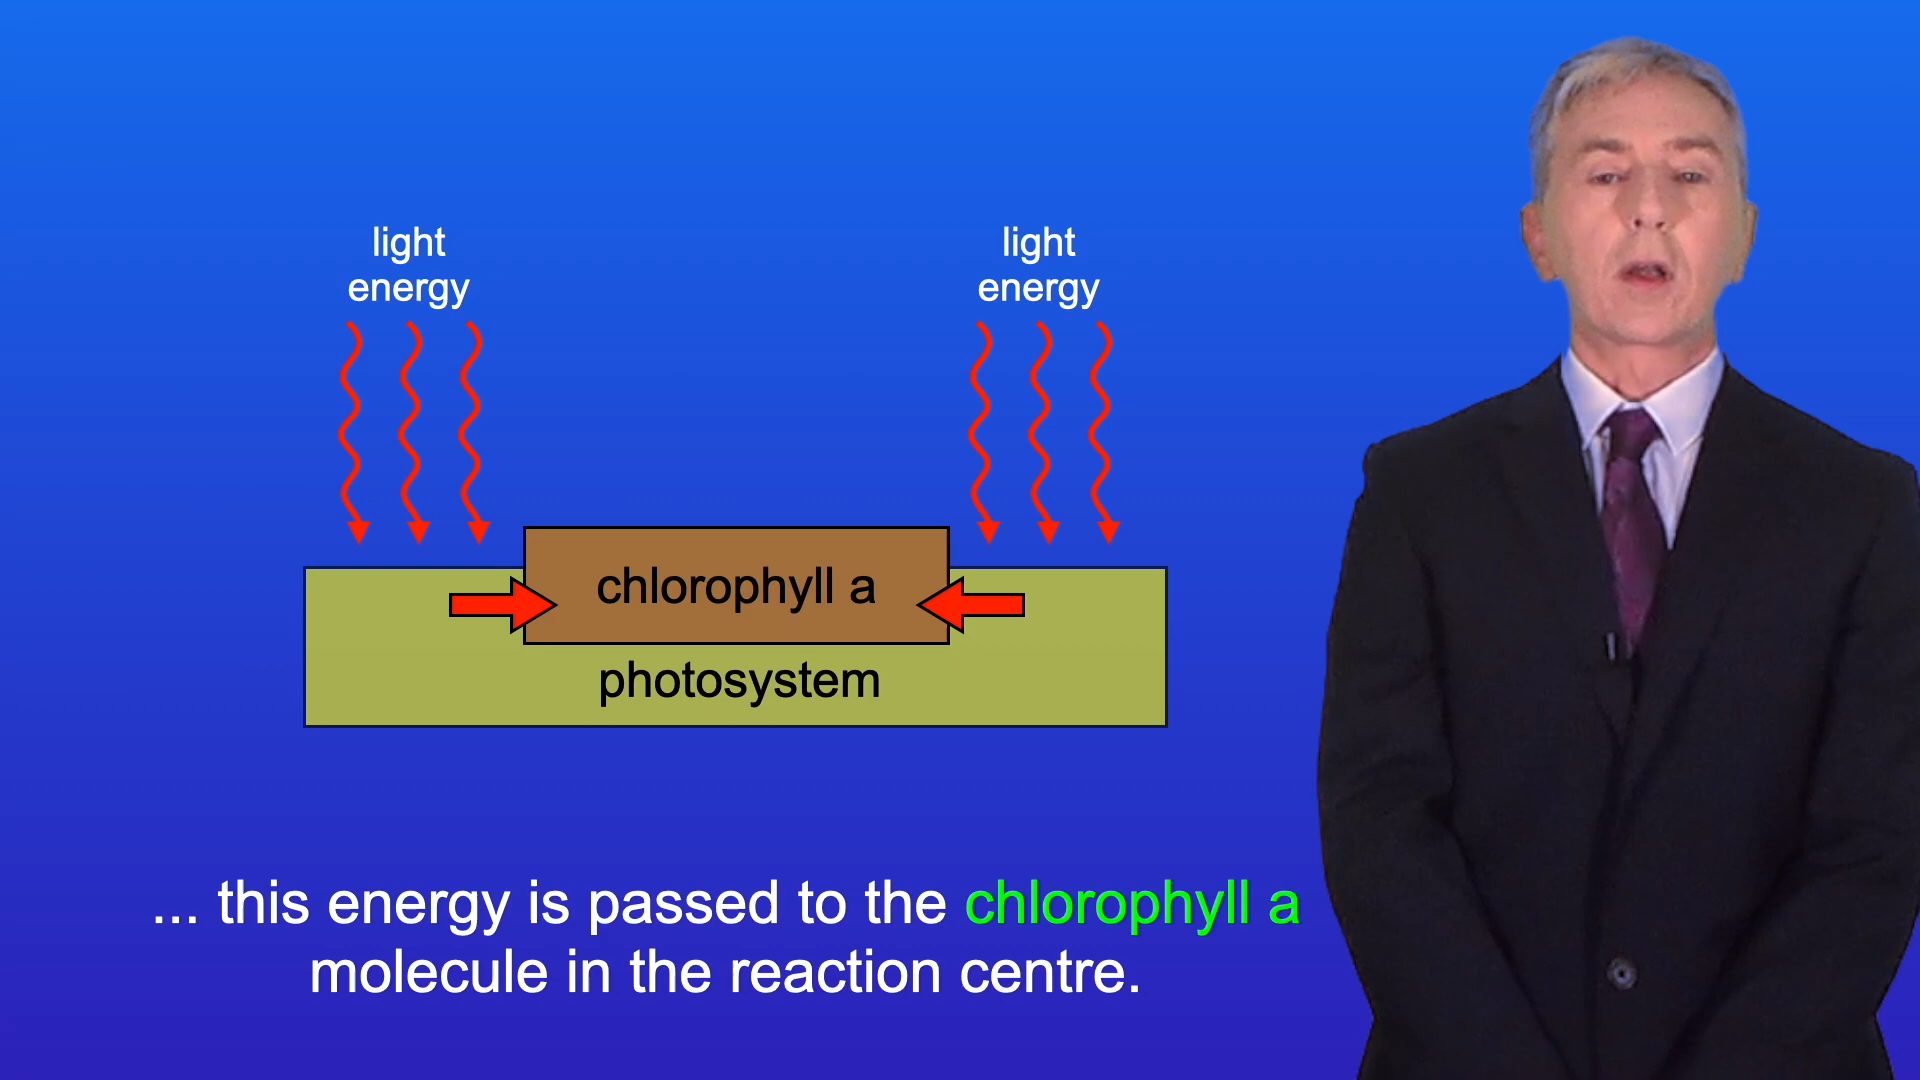 light
energy
light
energy
chlorophyll a
photosystem
... this energy is passed to the chlorophyll a
molecule in the reaction centre.